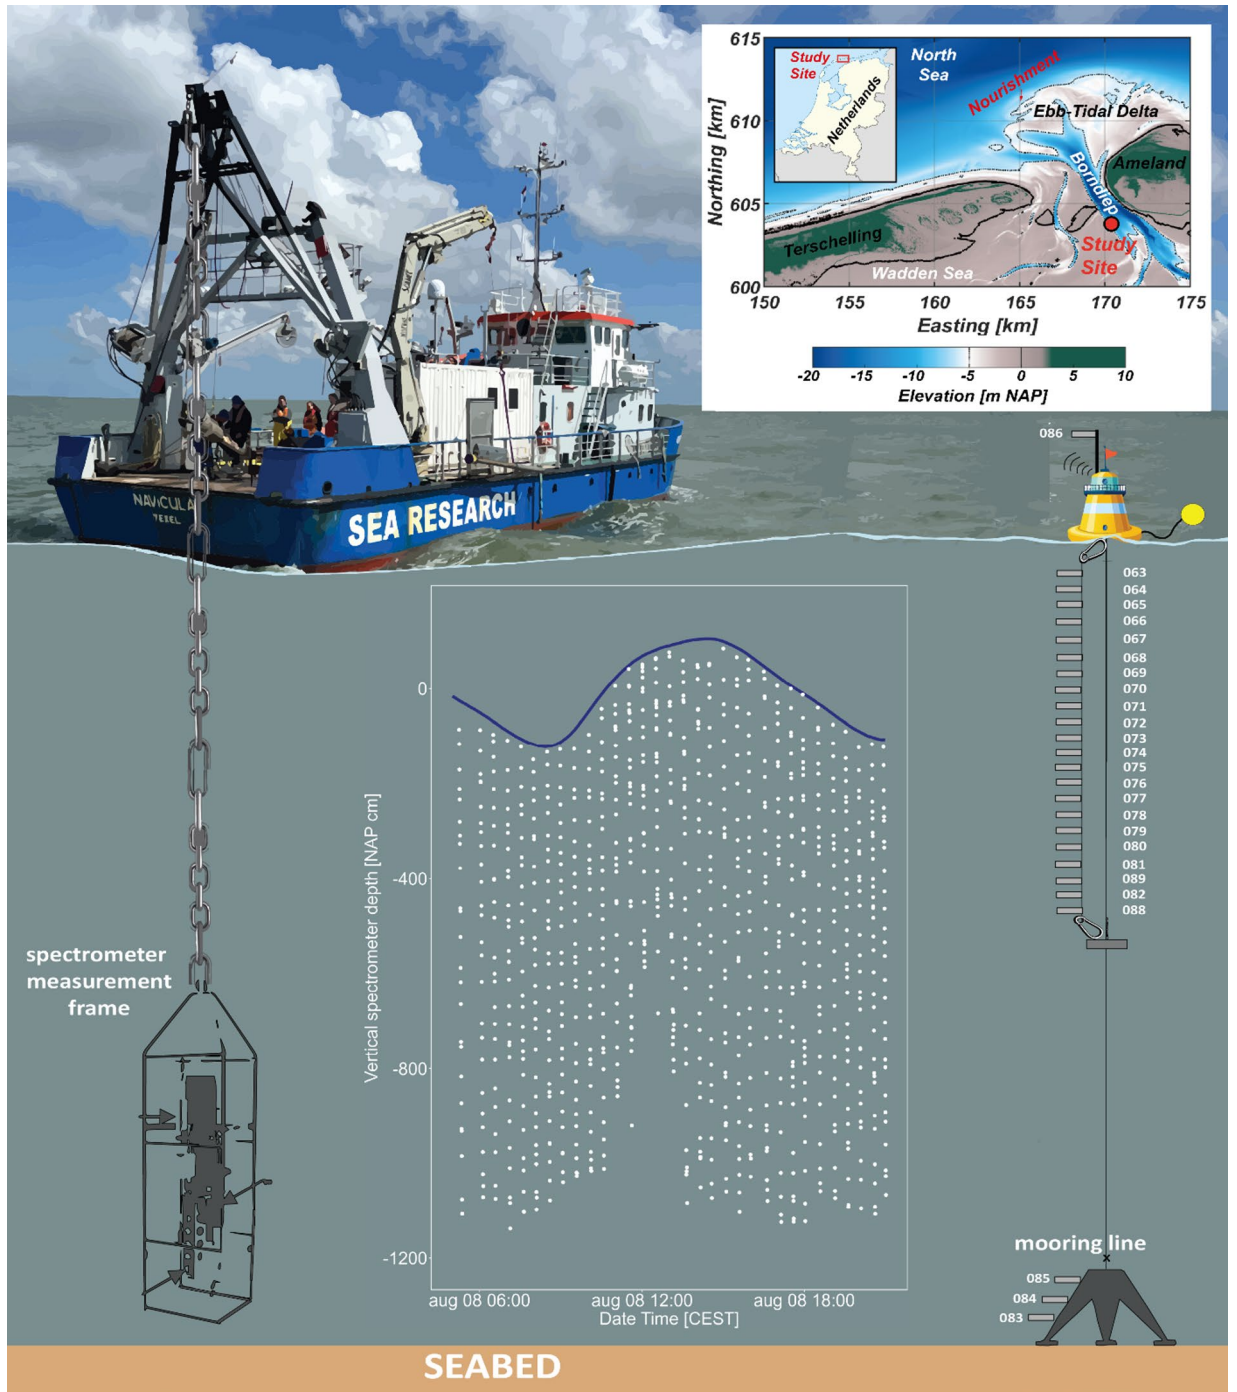 615
610
605
600
Northing [km]
150
155
160
165
170
175
Easting [km]
Study
Site
Netherlands
North
Sea
Nourishment
Ebb-Tidal Delta
Borndiep
Ameland
Terschelling
Wadden Sea
Study
Site
-20
-15
-10
-5
0
5
10
Elevation [m NAP]
NAVICULA
TEXEL
SEA RESEARCH
086
063
064
065
066
067
068
069
070
071
072
073
074
075
076
077
078
079
080
081
089
082
088
0
-400
-800
-1200
Vertical spectrometer depth [NAP cm]
aug 08 06:00
aug 08 12:00
aug 08 18:00
Date Time [CEST]
spectrometer
measurement
frame
mooring line
085
084
083
SEABED